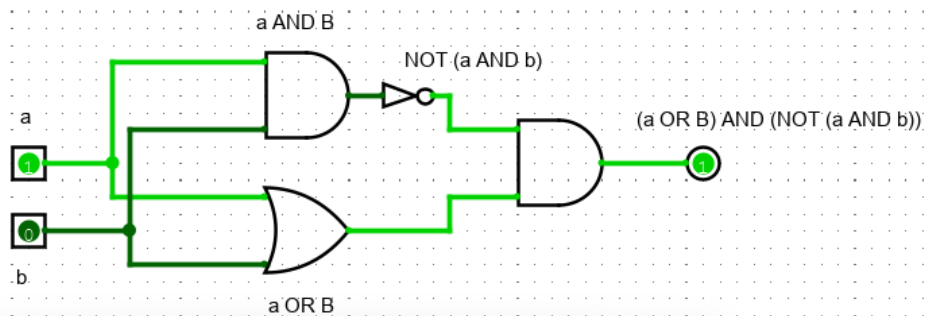 a AND B
NOT (a AND b)
a
(a OR B) AND (NOT (a AND b))
1
1
0
b
a OR B